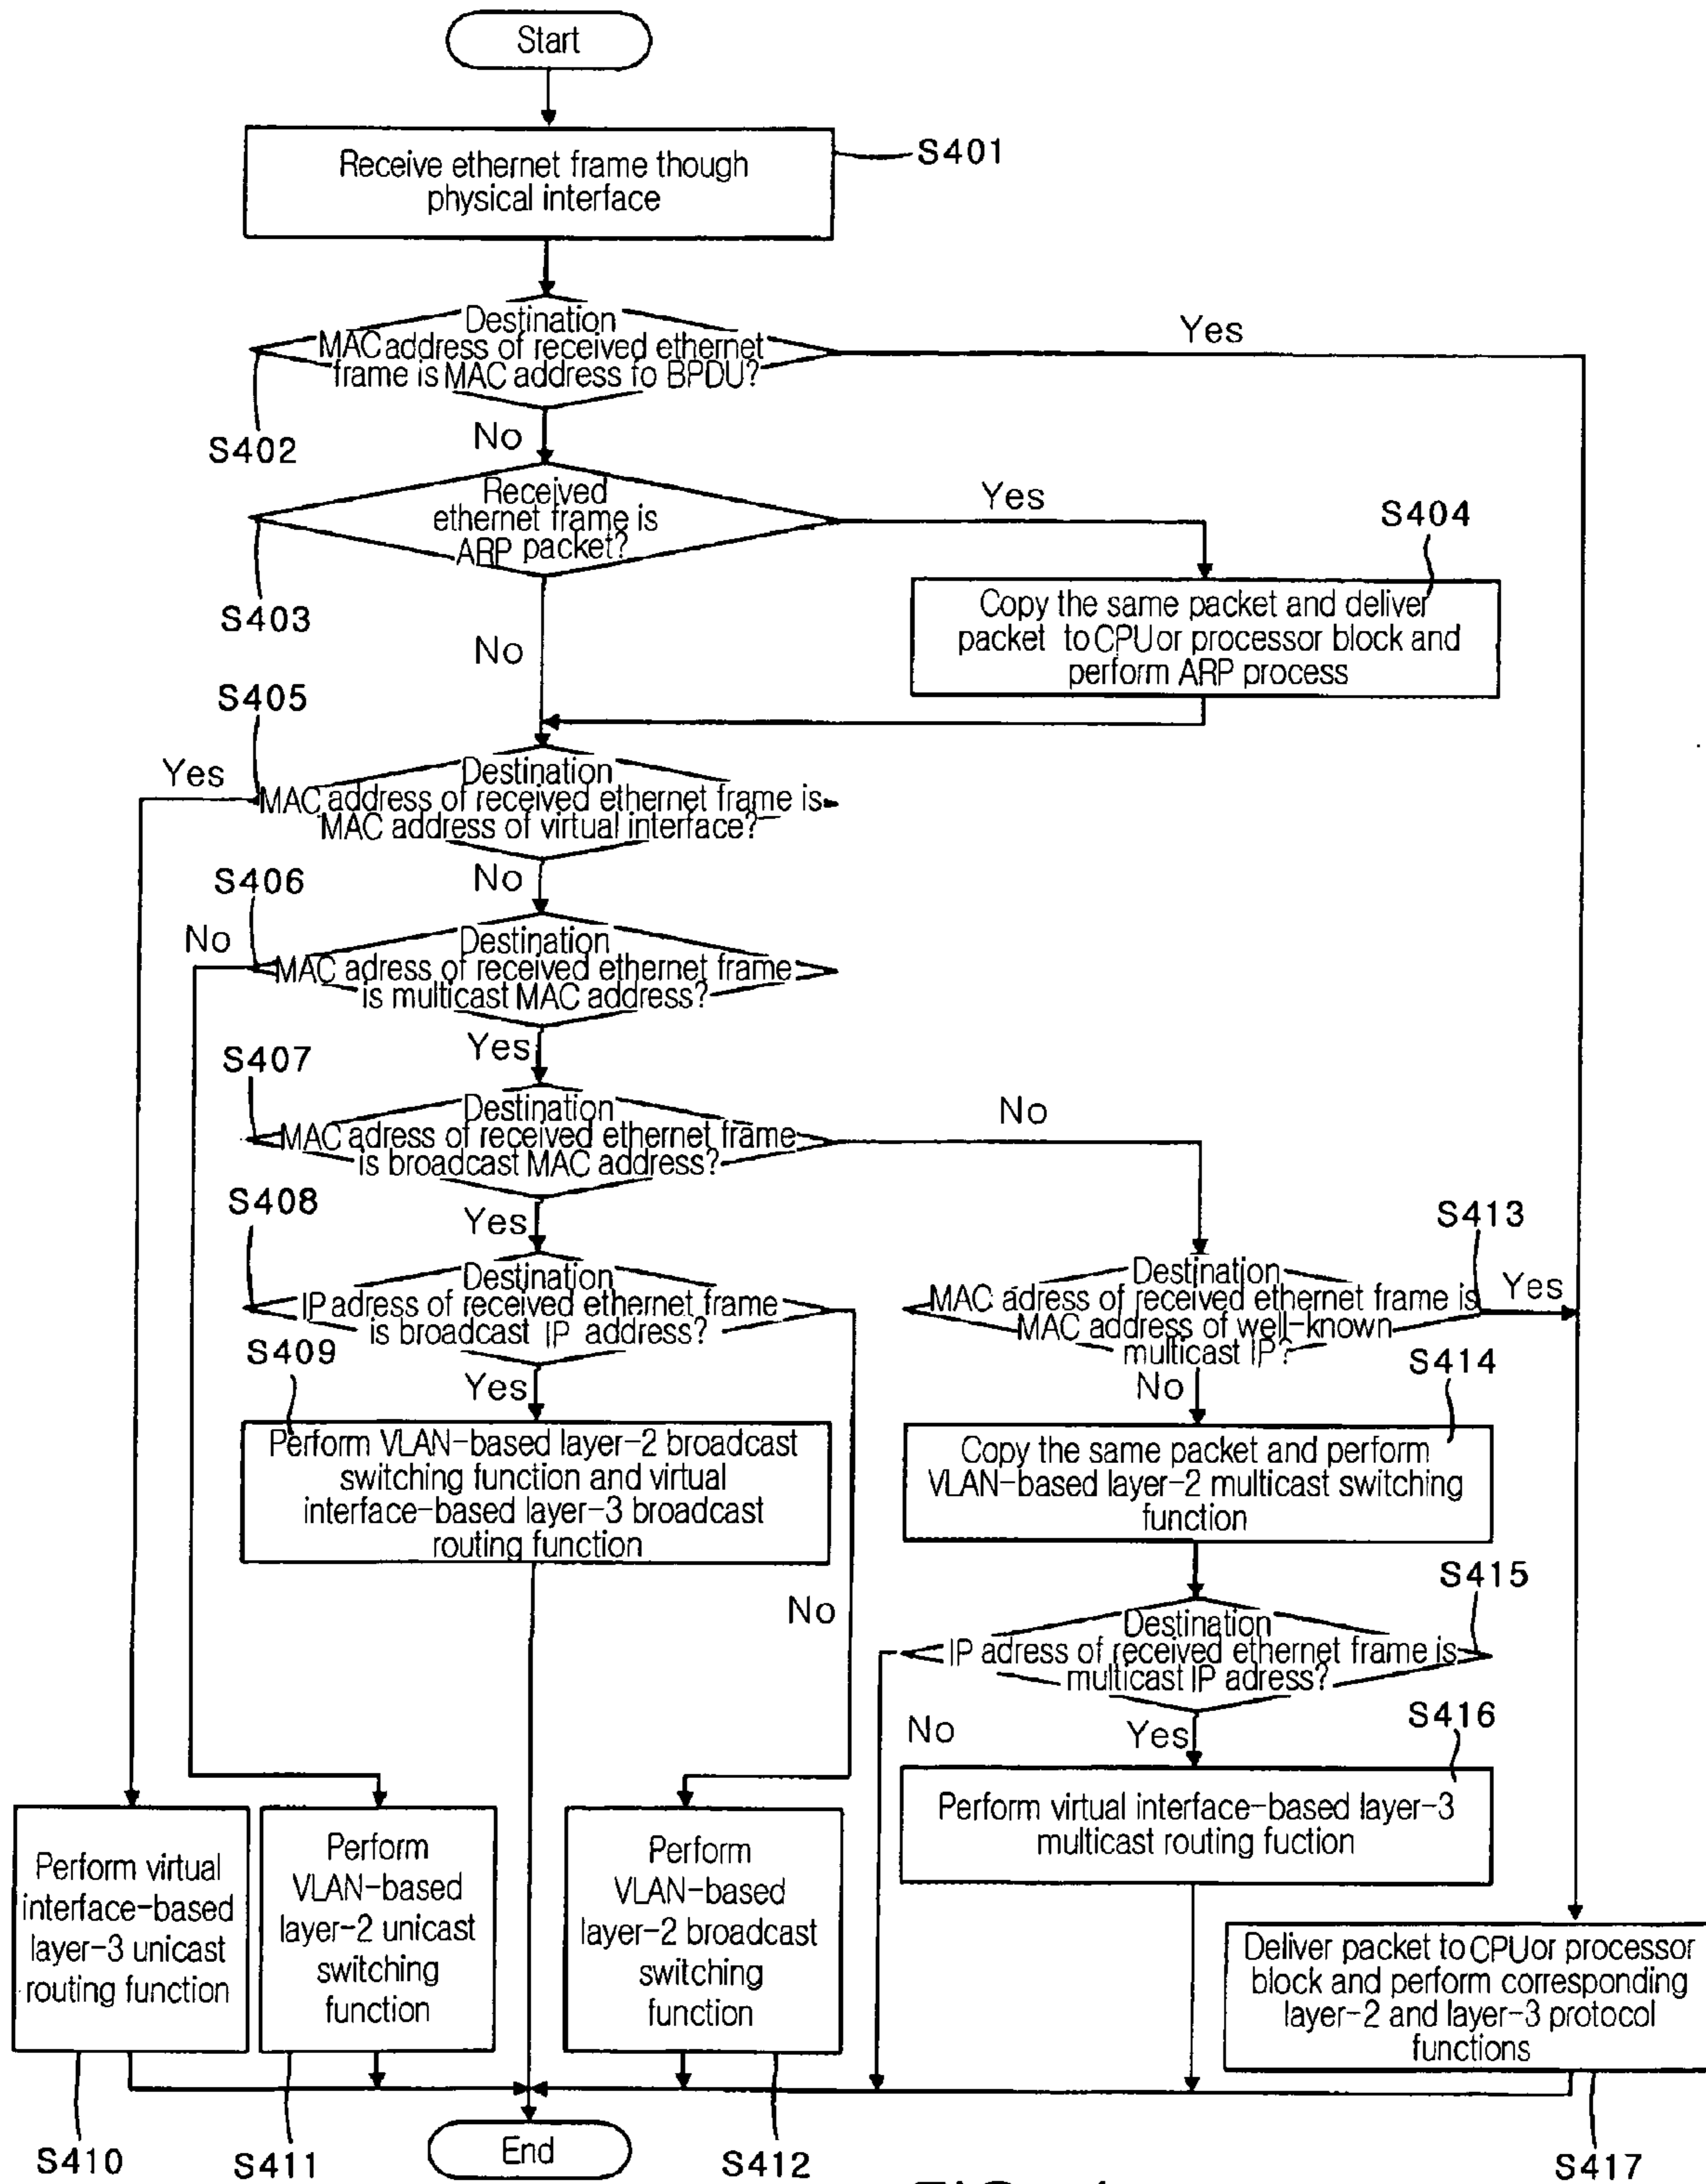 Start
Receive ethernet frame though
physical interface
S401
Destination
MAC address of received ethernet
frame is MAC address fo BPDU?
Yes
S402
No
Received
ethernet frame is
ARP packet?
Yes
S403
S404
Copy the same packet and deliver
packet to CPU or processor block and
perform ARP process
No
S405
Yes
Destination
MAC address of received ethernet frame is
MAC address of virtual interface?
No
S406
No
Destination
MAC adress of received ethernet frame
is multicast MAC address?
Yes
S407
Destination
MAC adress of received ethernet frame
is broadcast MAC address?
No
Yes
S408
Destination
IP adress of received ethernet frame
is broadcast IP address?
S413
Destination
MAC adress of received ethernet frame is
MAC address of well-known
multicast IP?
Yes
S409
Yes
Perform VLAN-based layer-2 broadcast
switching function and virtual
interface-based layer-3 broadcast
routing function
No
S414
No
Copy the same packet and perform
VLAN-based layer-2 multicast switching
function
S415
Destination
IP adress of received ethernet frame is
multicast IP adress?
No
Yes
S416
Perform virtual interface-based layer-3
multicast routing fuction
Perform virtual
interface-based
layer-3 unicast
routing function
Perform
VLAN-based
layer-2 unicast
switching
function
Perform
VLAN-based
layer-2 broadcast
switching
function
Deliver packet to CPU or processor
block and perform corresponding
layer-2 and layer-3 protocol
functions
End
S410
S411
S412
S417